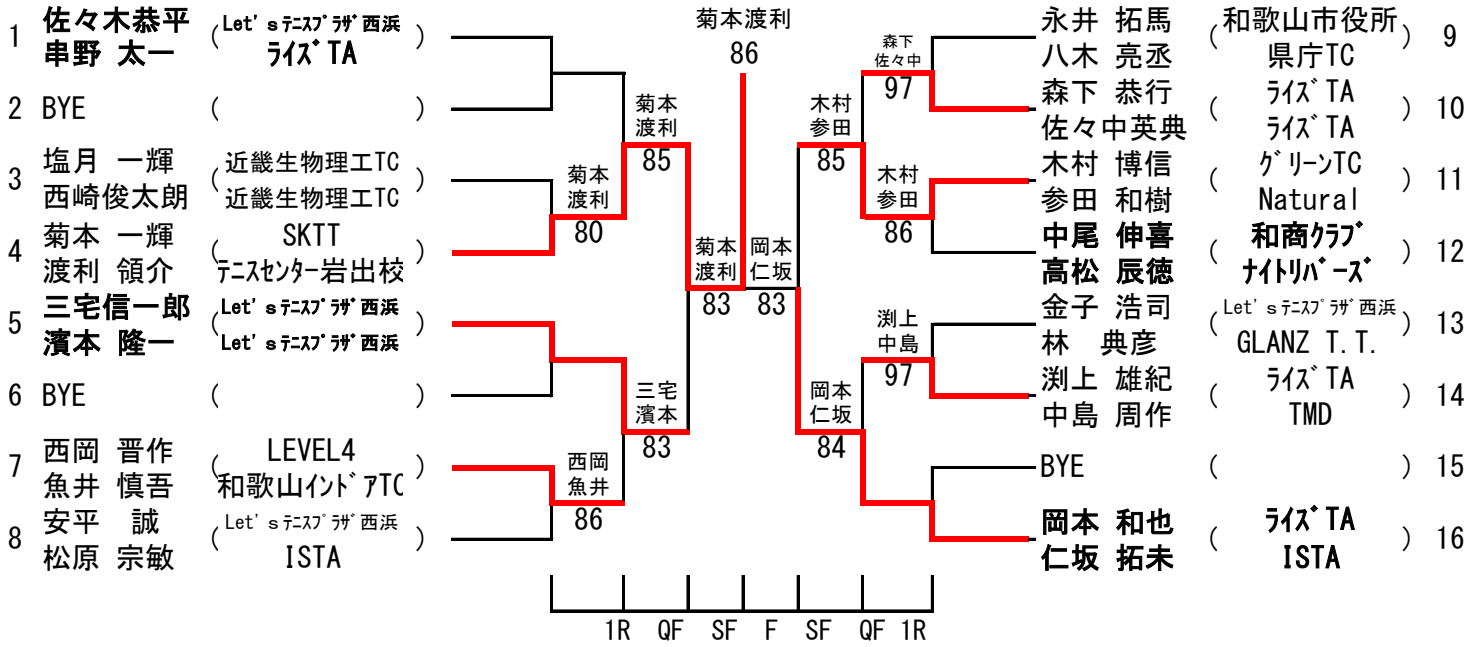 1 佐々木恭平 (Let's テニスプラザ西浜
串野 太一 ライズTA )
2 BYE ( )
3 塩月 一輝 (近畿生物理工TC
西崎俊太朗 近畿生物理工TC )
4 菊本 一輝 ( SKTT
渡利 領介 テニスセンター岩出校 )
5 三宅信一郎 (Let's テニスプラザ西浜
濱本 隆一 Let's テニスプラザ西浜 )
6 BYE ( )
7 西岡 晋作 ( LEVEL4
魚井 慎吾 和歌山インドアTC )
8 安平 誠 (Let's テニスプラザ西浜
松原 宗敏 ISTA )
菊本
渡利
80
西岡
魚井
86
菊本
渡利
85
三宅
濱本
83
菊本
渡利
83
菊本渡利
86
岡本
仁坂
83
木村
参田
85
岡本
仁坂
84
森下
佐々中
97
木村
参田
86
渕上
中島
97
永井 拓馬 (和歌山市役所) 9
八木 亮丞 県庁TC
森下 恭行 ( ライズTA ) 10
佐々中英典 ライズTA
木村 博信 ( グリーンTC ) 11
参田 和樹 Natural
中尾 伸喜 ( 和商クラブ ) 12
高松 辰徳 ナイトリバーズ
金子 浩司 (Let's テニスプラザ西浜) 13
林 典彦 GLANZ T.T.
渕上 雄紀 ( ライズTA ) 14
中島 周作 TMD
BYE ( ) 15
岡本 和也 ( ライズTA ) 16
仁坂 拓未 ISTA
1R QF SF F SF QF 1R